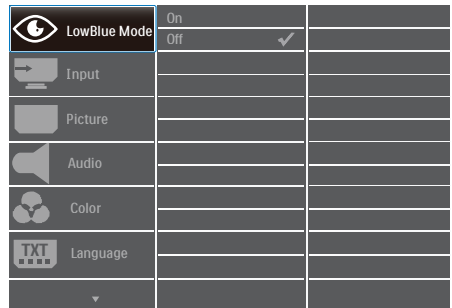 LowBlue Mode
On
Off
Input
Picture
Audio
Color
TXT
Language